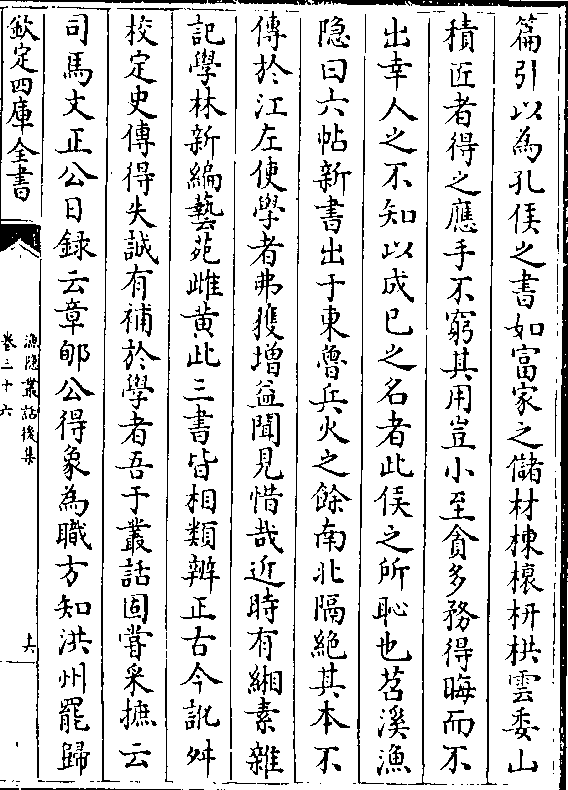 篇引以為孔侯之書如富家之儲材棟榱枅栱雲委山
積匠者得之應手不窮其用豈小至貪多務得晦而不
出幸人之不知以成已之名者此侯之所恥也苕溪漁
隐曰六帖新書出于東魯兵火之餘南北隔絶其本不
傳於江左使學者弗獲增益聞見惜哉近時有緗素雜
記學林新編藝苑雌黄此三書皆相類辨正古今訛舛
校定史傳得失誠有補於學者吾于叢話固嘗采摭云
司馬文正公日録云章郇公得象為職方知洪州罷歸
欽定四庫全書
漁隱叢話後集
卷三十六
十六